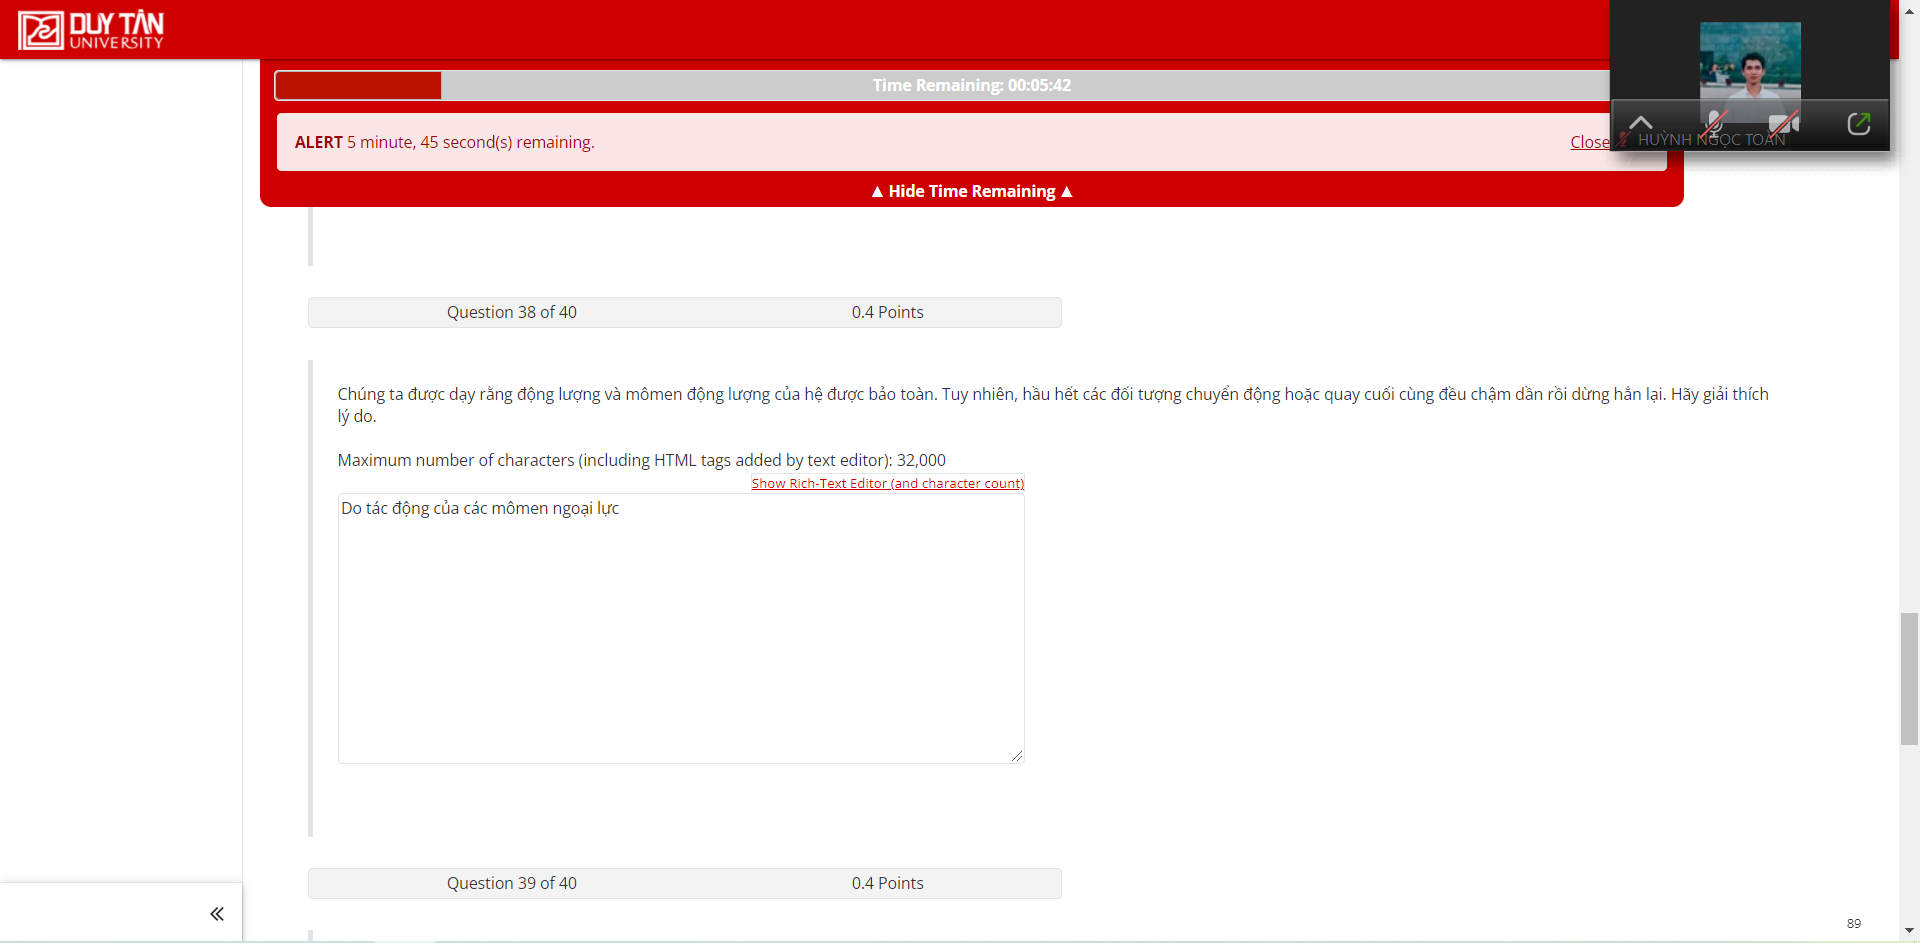 DUY TÂN
UNIVERSITY
Time Remaining: 00:05:42
ALERT 5 minute, 45 second(s) remaining.
Close
HUỲNH NGỌC TOÀN
▲ Hide Time Remaining ▲
Question 38 of 40 0.4 Points
Chúng ta được dạy rằng động lượng và mômen động lượng của hệ được bảo toàn. Tuy nhiên, hầu hết các đối tượng chuyển động hoặc quay cuối cùng đều chậm dần rồi dừng hẳn lại. Hãy giải thích
lý do.
Maximum number of characters (including HTML tags added by text editor): 32,000
Show Rich-Text Editor (and character count)
Do tác động của các mômen ngoại lực
Question 39 of 40 0.4 Points
89